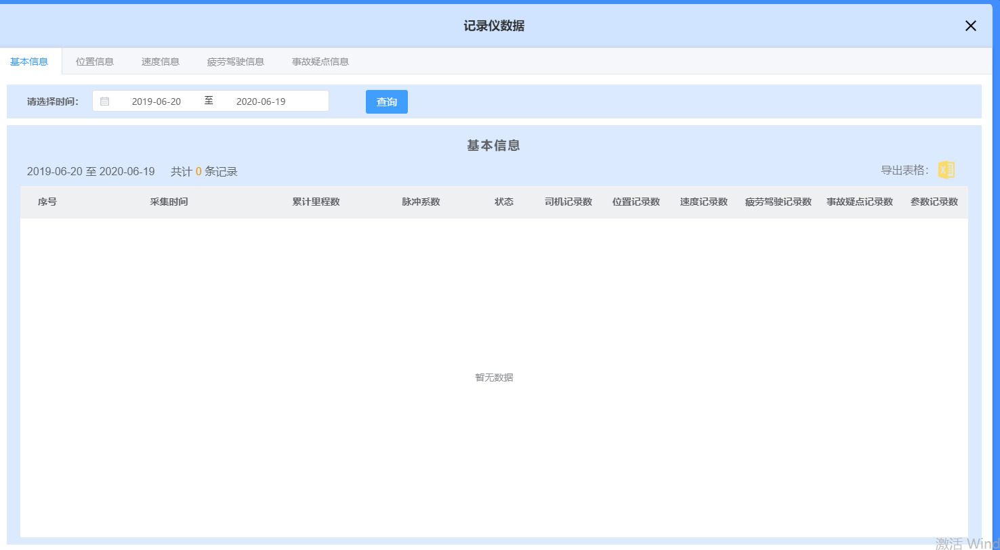 记录仪数据
基本信息 位置信息 速度信息 疲劳驾驶信息 事故疑点信息
请选择时间： 2019-06-20 至 2020-06-19 查询
基本信息
2019-06-20 至 2020-06-19 共计 0 条记录 导出表格：
序号 采集时间 累计里程数 脉冲系数 状态 司机记录数 位置记录数 速度记录数 疲劳驾驶记录数 事故疑点记录数 参数记录数
暂无数据
激活 Wind